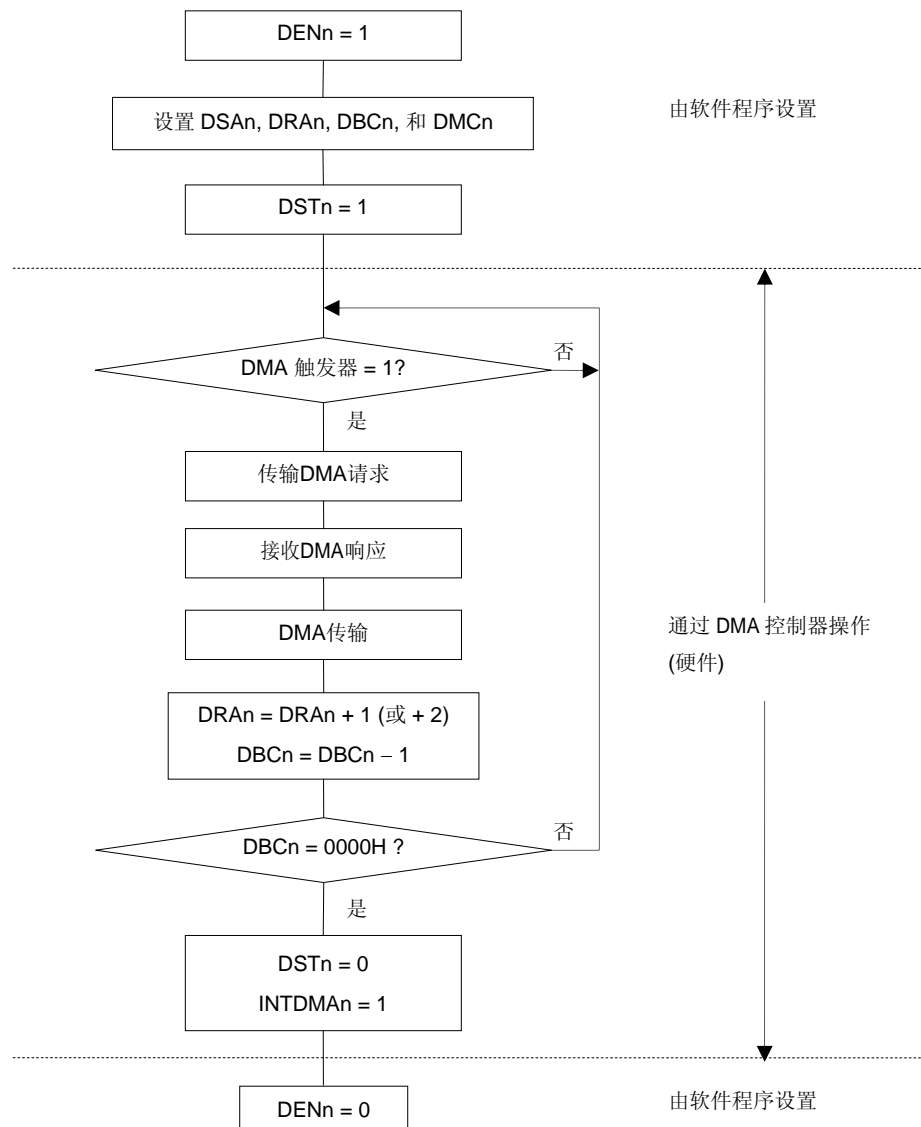 DENn = 1
设置 DSAn, DRAn, DBCn, 和 DMCn
由软件程序设置
DSTn = 1
DMA 触发器 = 1?
否
是
传输DMA请求
接收DMA响应
DMA传输
通过 DMA 控制器操作
(硬件)
DRAn = DRAn + 1 (或 + 2)
DBCn = DBCn − 1
DBCn = 0000H ?
否
是
DSTn = 0
INTDMAn = 1
DENn = 0
由软件程序设置